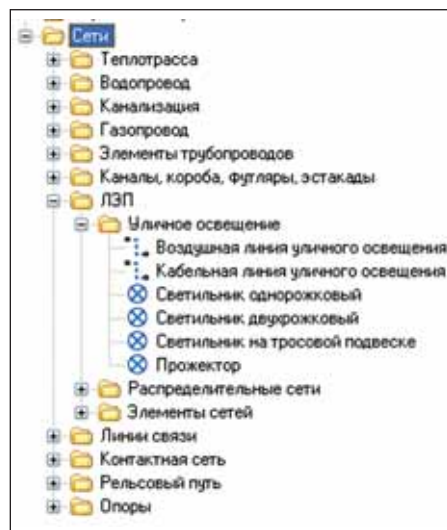 Сети
Теплотрасса
Водопровод
Канализация
Газопровод
Элементы трубопроводов
Каналы, короба, футляры, эстакады
ЛЭП
Уличное освещение
Воздушная линия уличного освещения
Кабельная линия уличного освещения
Светильник однорожковый
Светильник двухрожковый
Светильник на тросовой подвеске
Прожектор
Распределительные сети
Элементы сетей
Линии связи
Контактная сеть
Рельсовый путь
Опоры